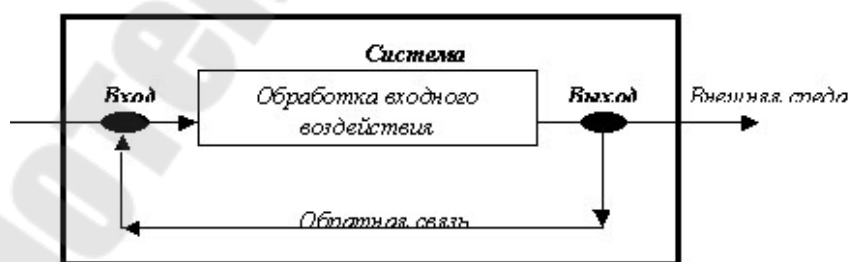 Система
Вход
Обработка входного
воздействия
Выход
Внешняя среда
Обратная связь